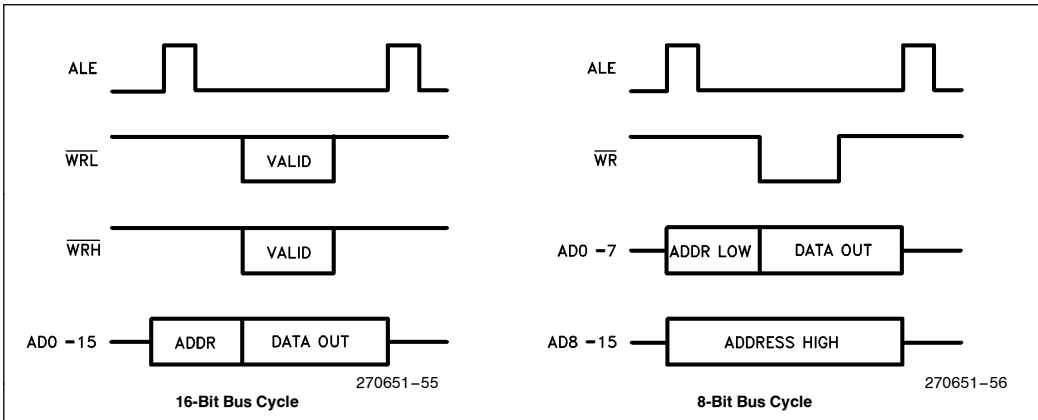 ALE
WRL
VALID
WRH
VALID
AD0 -15
ADDR
DATA OUT
270651-55
16-Bit Bus Cycle
ALE
WR
AD0 -7
ADDR LOW
DATA OUT
AD8 -15
ADDRESS HIGH
270651-56
8-Bit Bus Cycle